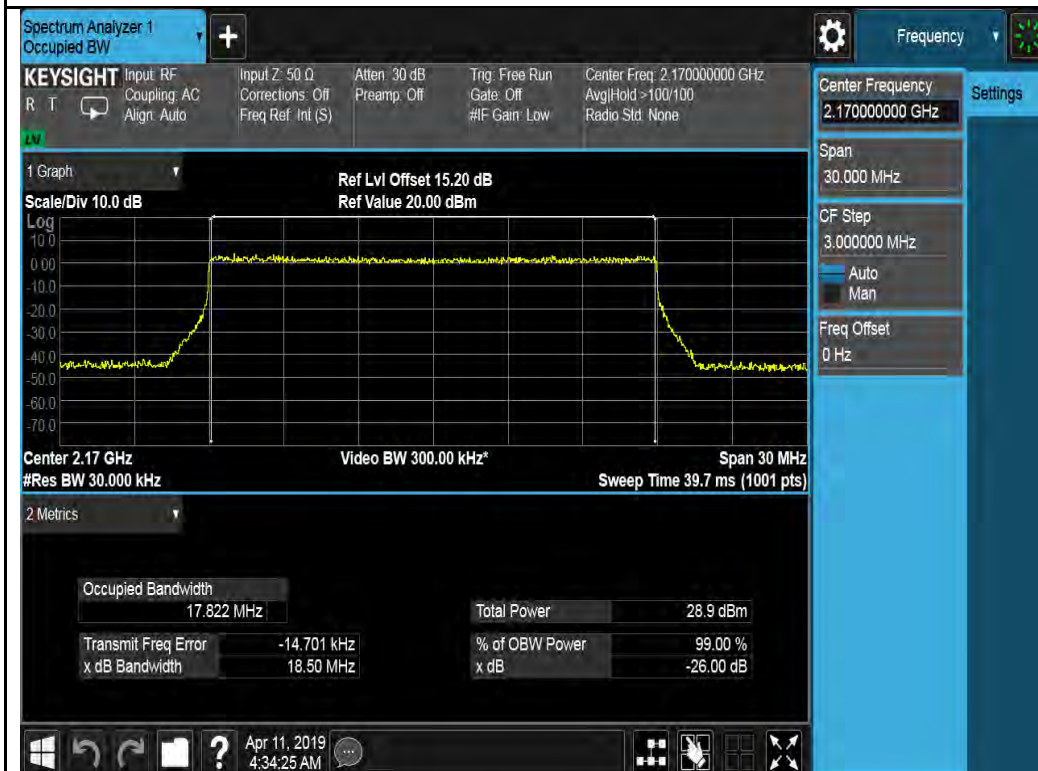 Spectrum Analyzer 1
Occupied BW
+
Frequency
KEYSIGHT
R T
Input: RF
Coupling: AC
Align: Auto
Input Z: 50 Ω
Corrections: Off
Freq Ref: Int (S)
Atten: 30 dB
Preamp: Off
Trig: Free Run
Gate: Off
#IF Gain: Low
Center Freq: 2.170000000 GHz
Avg|Hold >100/100
Radio Std: None
Center Frequency
2.170000000 GHz
Settings
Span
30.000 MHz
CF Step
3.000000 MHz
Auto
Man
Freq Offset
0 Hz
1 Graph
Scale/Div 10.0 dB
Ref Lvl Offset 15.20 dB
Ref Value 20.00 dBm
Log
10.0
0.00
-10.0
-20.0
-30.0
-40.0
-50.0
-60.0
-70.0
Center 2.17 GHz
#Res BW 30.000 kHz
Video BW 300.00 kHz*
Span 30 MHz
Sweep Time 39.7 ms (1001 pts)
2 Metrics
Occupied Bandwidth
17.822 MHz
Total Power 28.9 dBm
Transmit Freq Error -14.701 kHz
% of OBW Power 99.00 %
x dB Bandwidth 18.50 MHz
x dB -26.00 dB
?
Apr 11, 2019
4:34:25 AM